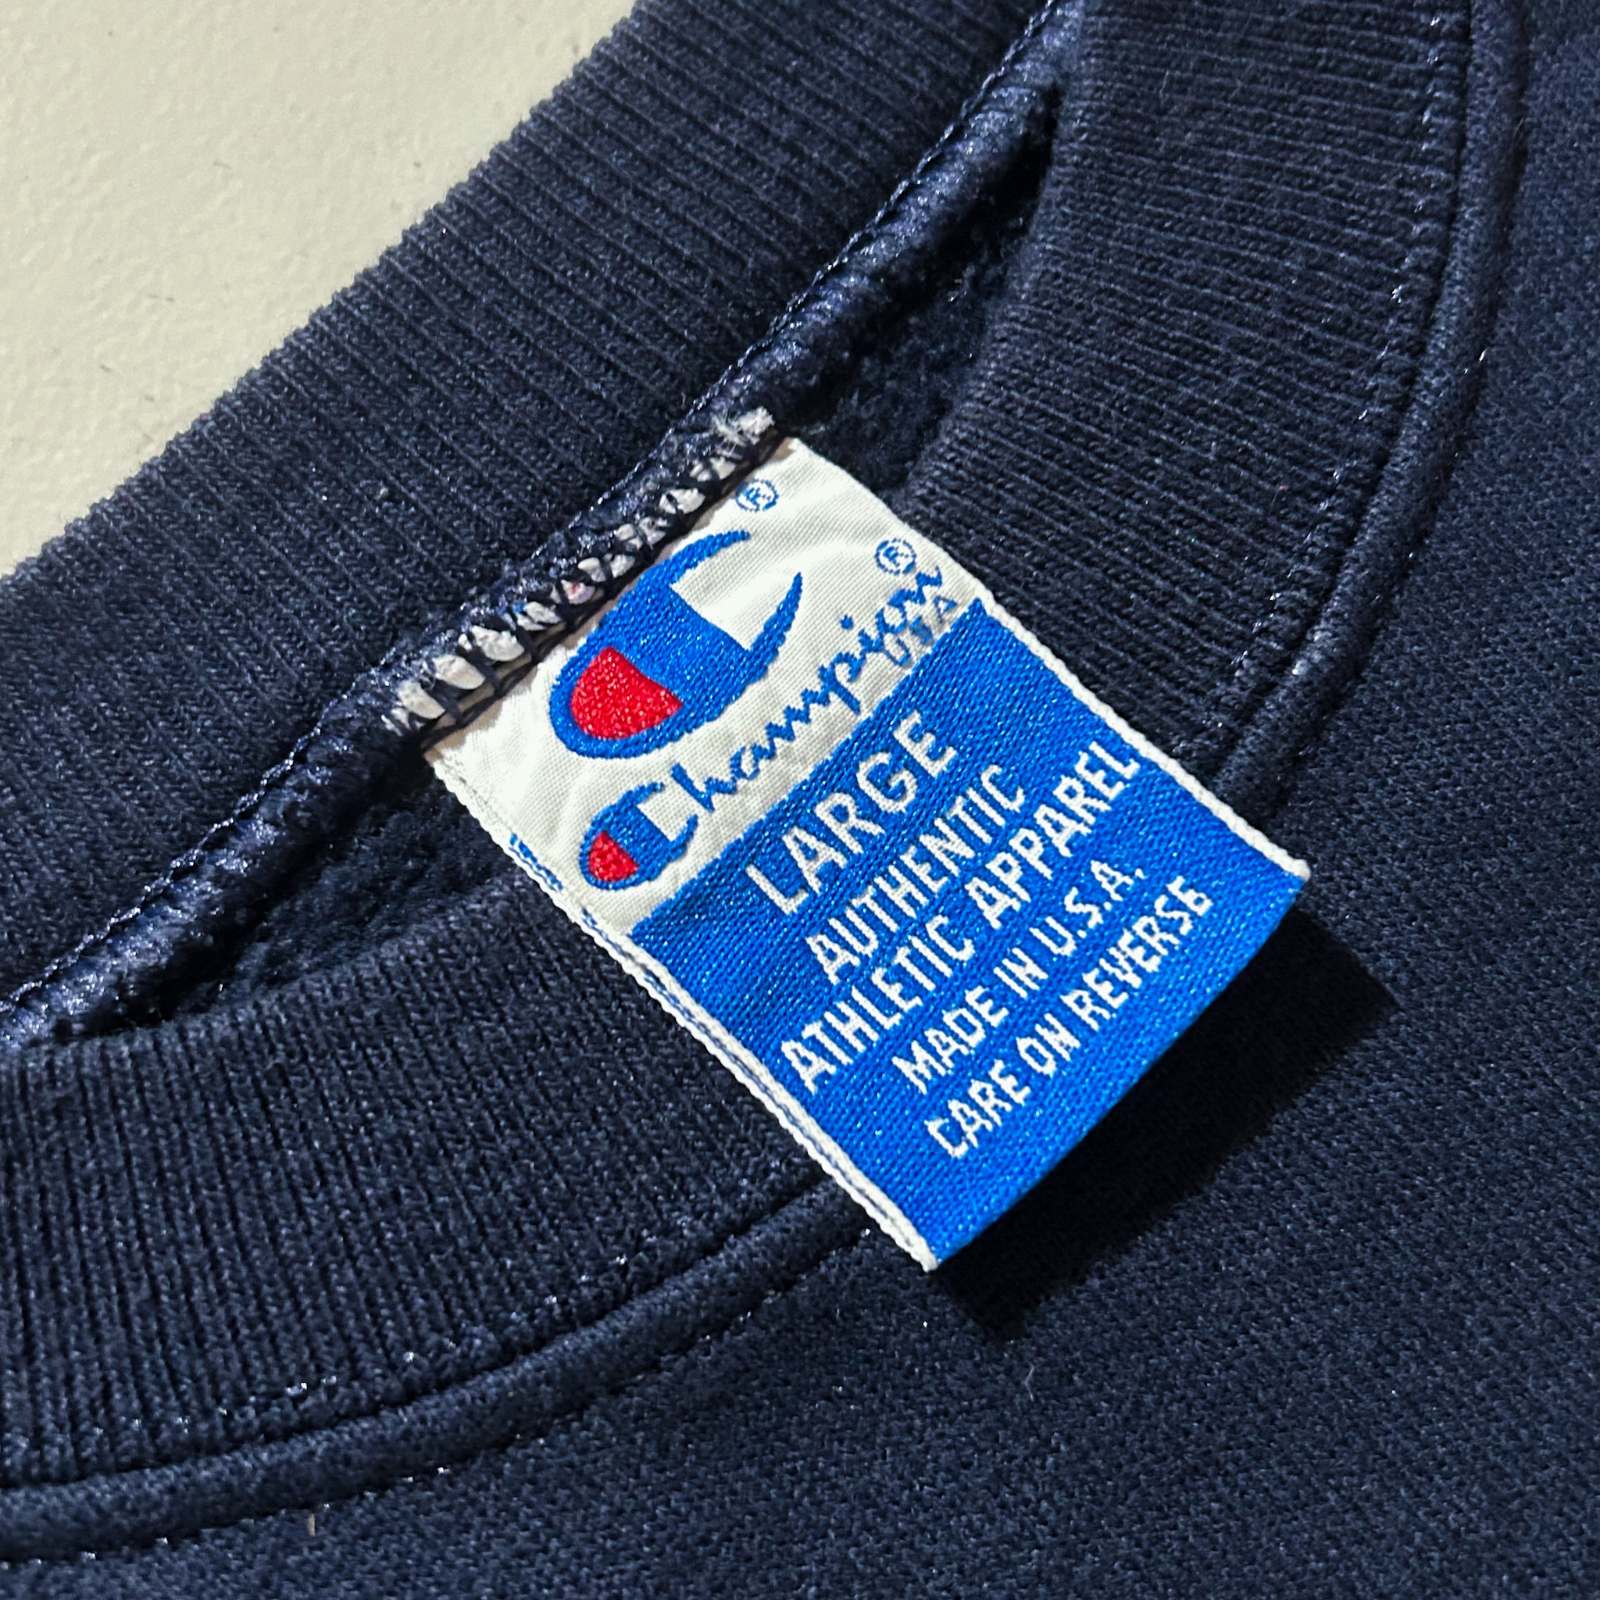 ®
Champion®
USA
LARGE
AUTHENTIC
ATHLETIC APPAREL
MADE IN U.S.A.
CARE ON REVERSE